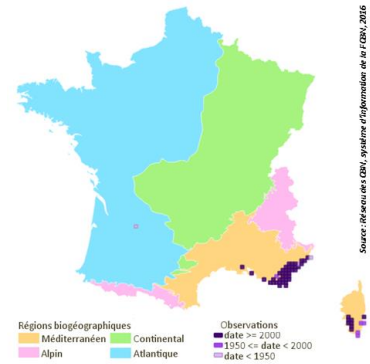 Source : Réseau des CBN, système d'information de la FCBN, 2016
Régions biogéographiques
Méditerranéen
Continental
Alpin
Atlantique
Observations
date >= 2000
1950 <= date < 2000
date < 1950